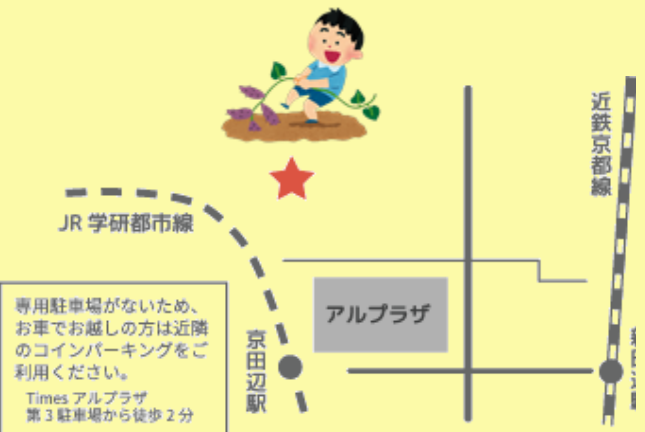 近鉄京都線
JR 学研都市線
アルプラザ
京田辺駅
専用駐車場がないため、
お車でお越しの方は近隣
のコインパーキングをご
利用ください。
Times アルプラザ
第３駐車場から徒歩２分